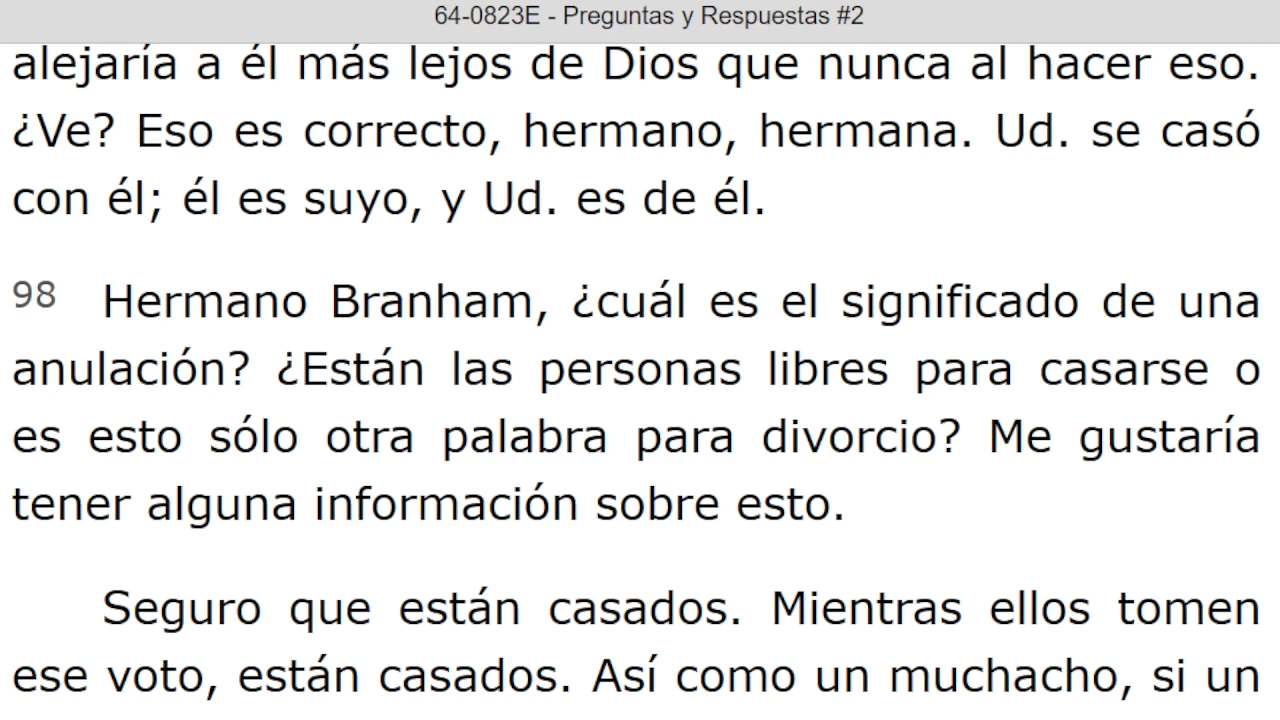 64-0823E - Preguntas y Respuestas #2
alejaría a él más lejos de Dios que nunca al hacer eso.
¿Ve? Eso es correcto, hermano, hermana. Ud. se casó
con él; él es suyo, y Ud. es de él.
98 Hermano Branham, ¿cuál es el significado de una
anulación? ¿Están las personas libres para casarse o
es esto sólo otra palabra para divorcio? Me gustaría
tener alguna información sobre esto.
Seguro que están casados. Mientras ellos tomen
ese voto, están casados. Así como un muchacho, si un